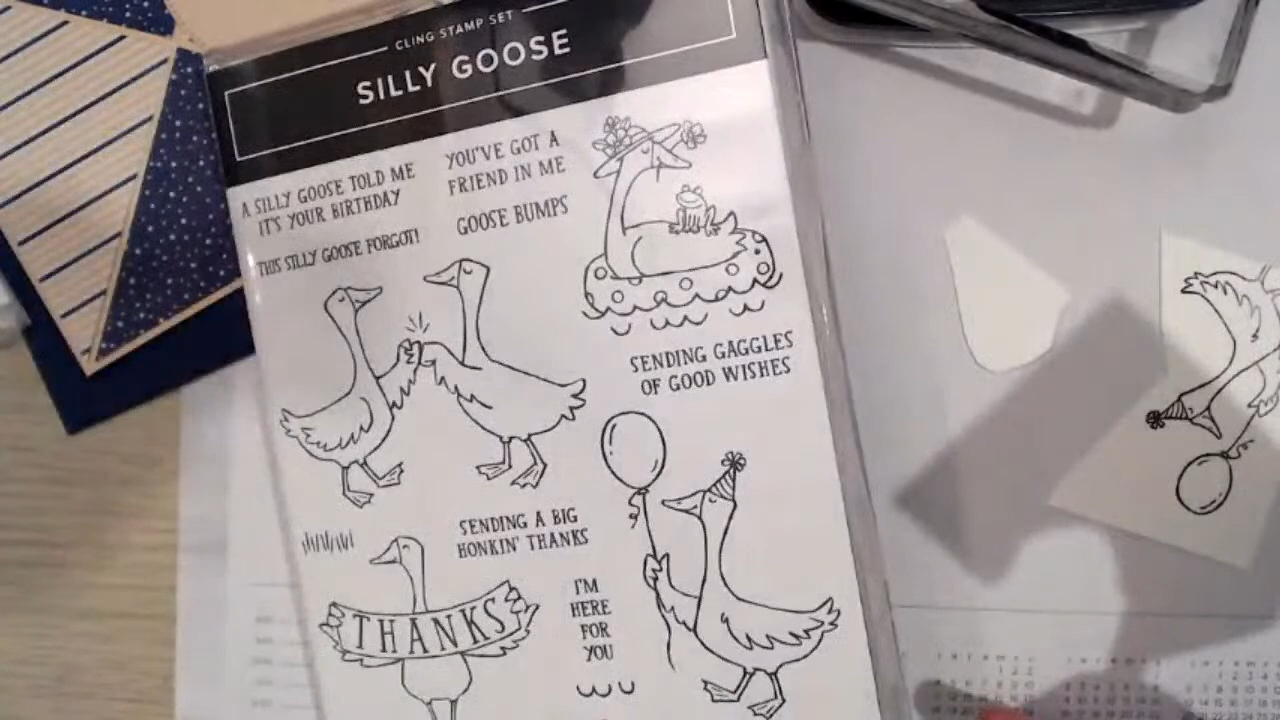 CLING STAMP SET
SILLY GOOSE
A SILLY GOOSE TOLD ME
IT'S YOUR BIRTHDAY
THIS SILLY GOOSE FORGOT!
YOU'VE GOT A
FRIEND IN ME
GOOSE BUMPS
SENDING GAGGLES
OF GOOD WISHES
SENDING A BIG
HONKIN' THANKS
THANKS
I'M
HERE
FOR
YOU